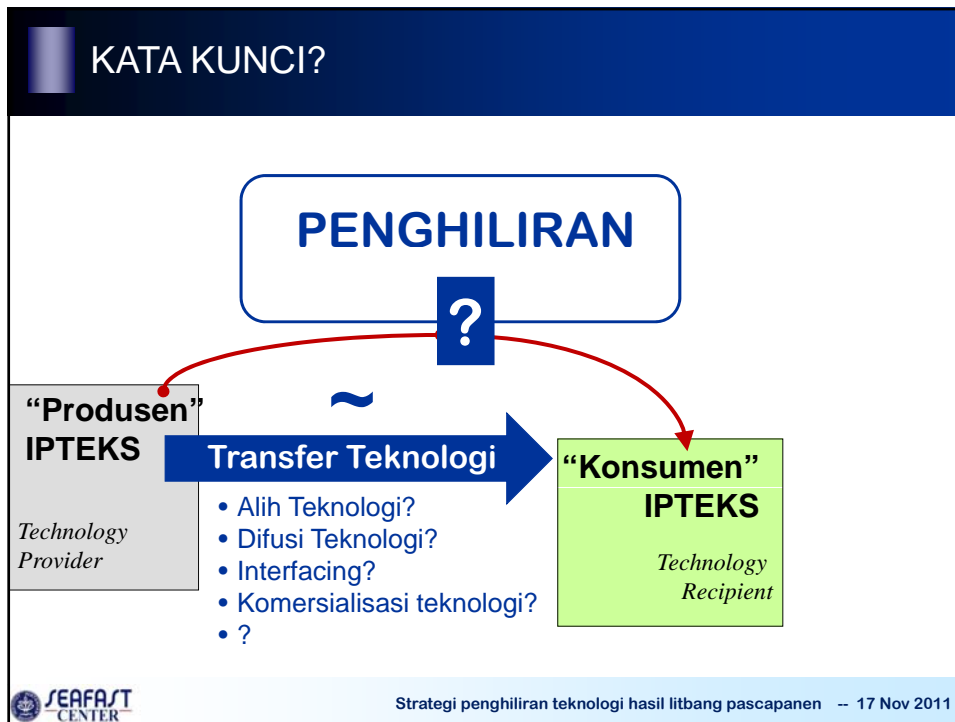 KATA KUNCI?
PENGHILIRAN
?
~
“Produsen”
IPTEKS
Technology
Provider
Transfer Teknologi
• Alih Teknologi?
• Difusi Teknologi?
• Interfacing?
• Komersialisasi teknologi?
• ?
“Konsumen”
IPTEKS
Technology
Recipient
SEAFAST
CENTER
Strategi penghiliran teknologi hasil litbang pascapanen -- 17 Nov 2011